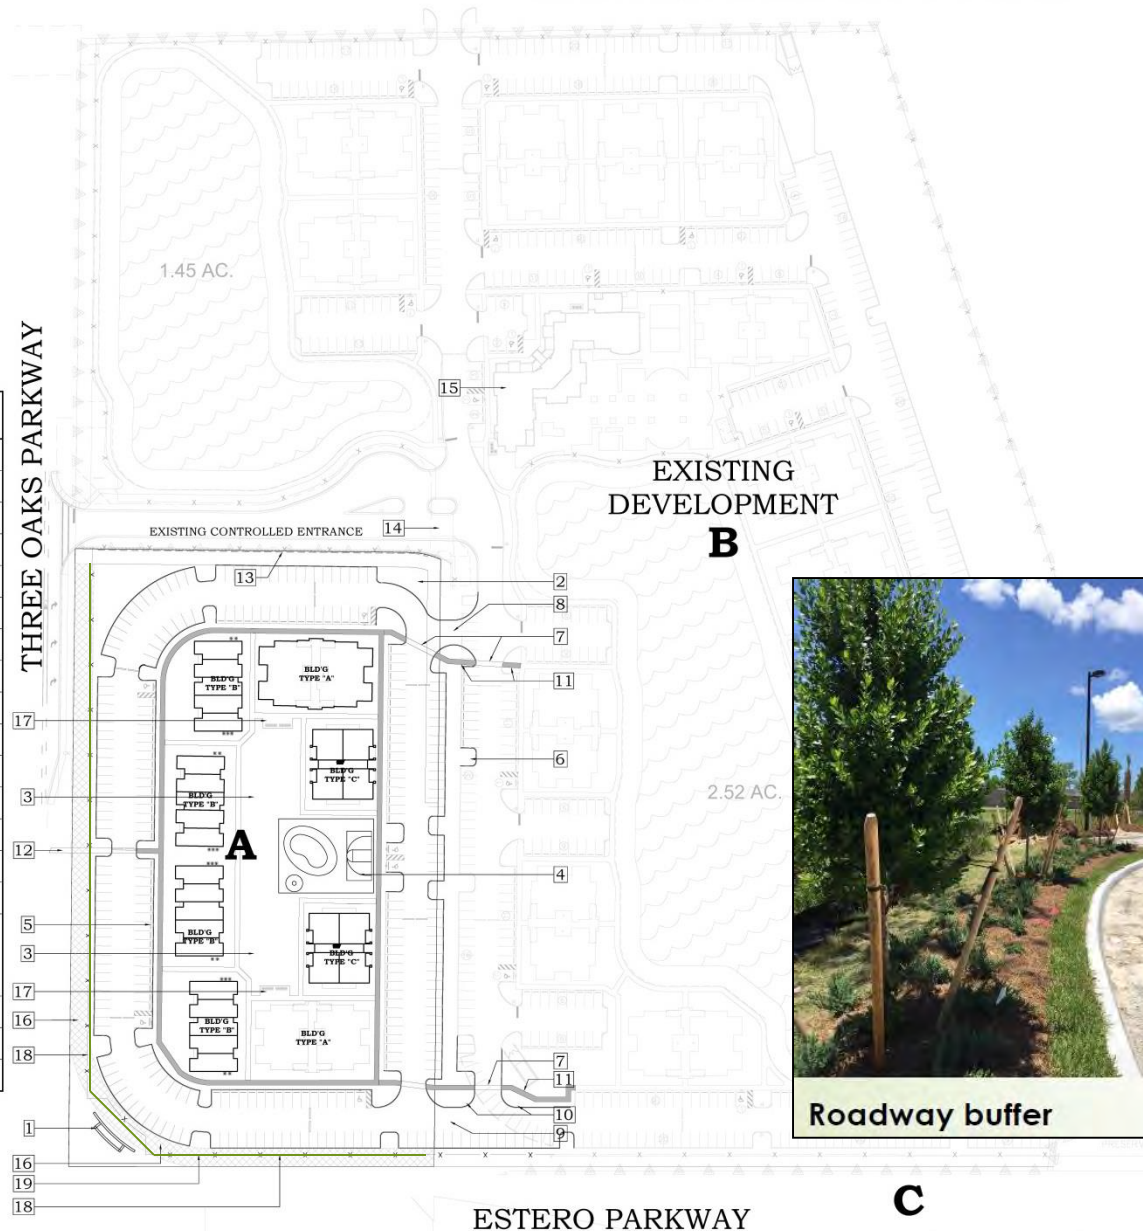 1.45 AC.
THREE OAKS PARKWAY
15
EXISTING
DEVELOPMENT
B
EXISTING CONTROLLED ENTRANCE
14
13
2
8
7
11
BLD'G
TYPE "B"
BLD'G
TYPE "A"
17
BLD'G
TYPE "C"
6
3
BLD'G
TYPE "B"
2.52 AC.
12
A
4
5
BLD'G
TYPE "B"
3
BLD'G
TYPE "C"
17
16
BLD'G
TYPE "B"
BLD'G
TYPE "A"
18
7
11
10
9
1
16
19
18
Roadway buffer
C
ESTERO PARKWAY